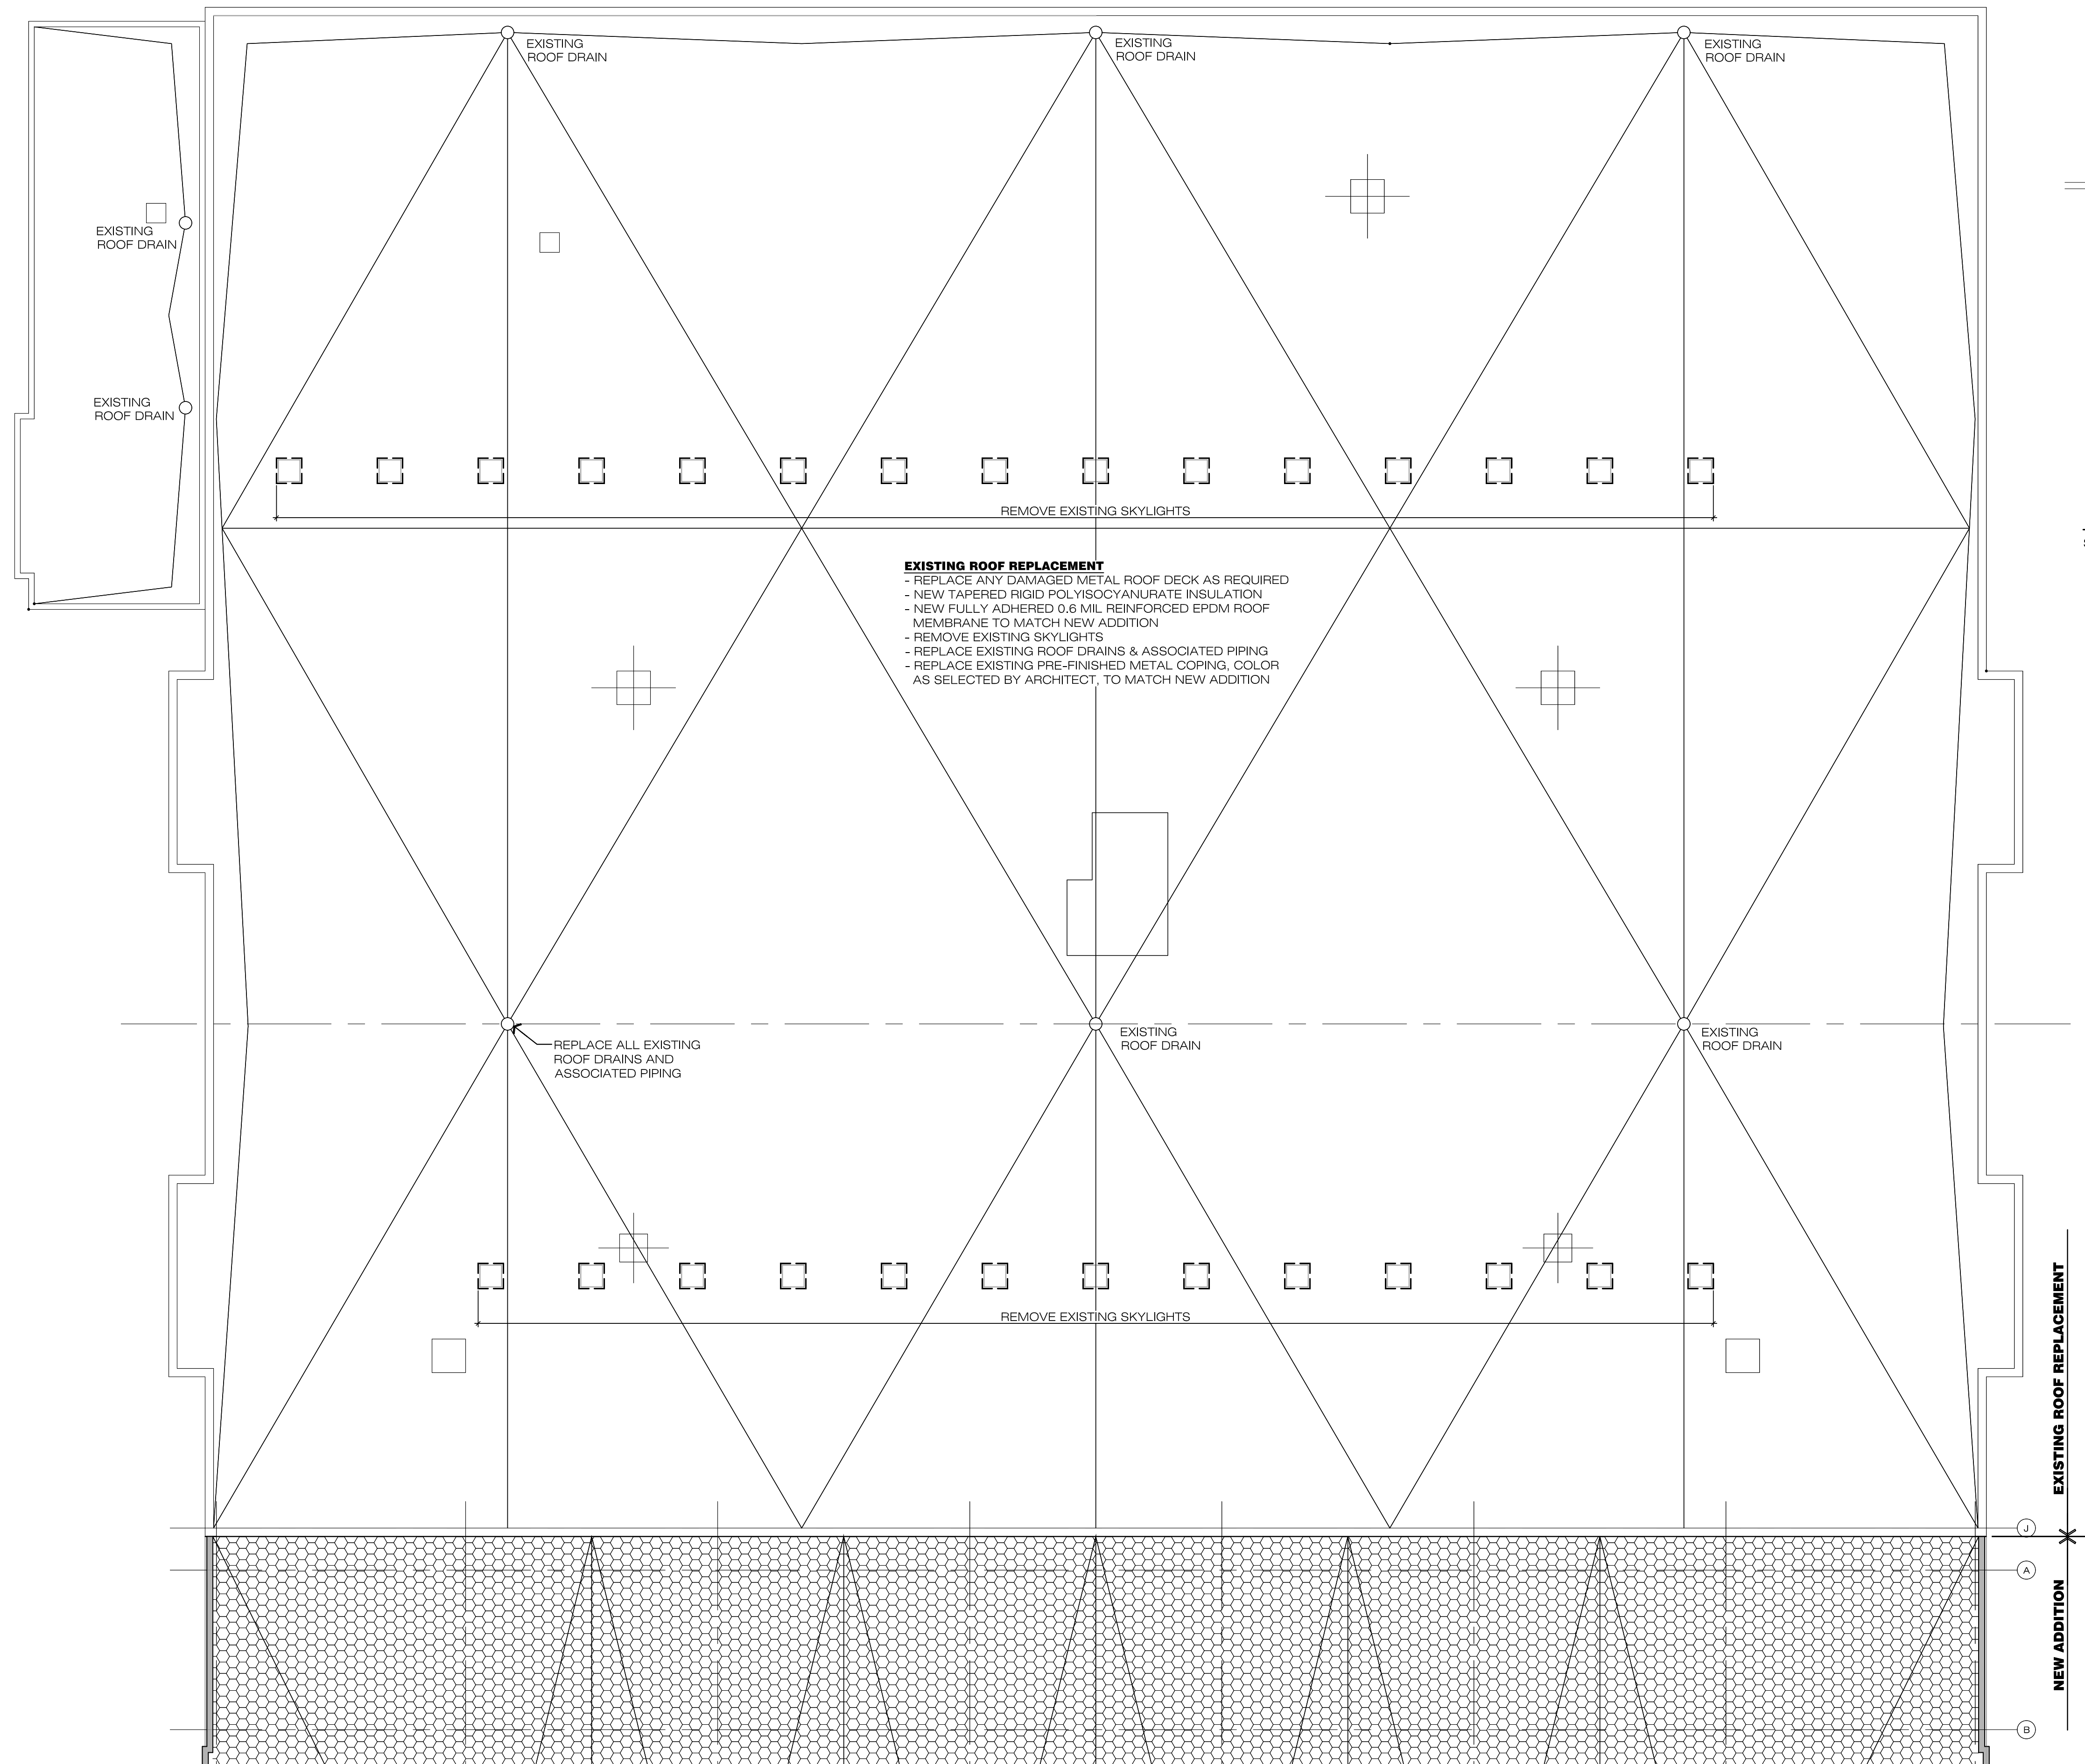 EXISTING
ROOF DRAIN
EXISTING
ROOF DRAIN
EXISTING
ROOF DRAIN
EXISTING
ROOF DRAIN
EXISTING
ROOF DRAIN
REMOVE EXISTING SKYLIGHTS
EXISTING ROOF REPLACEMENT
- REPLACE ANY DAMAGED METAL ROOF DECK AS REQUIRED
- NEW TAPERED RIGID POLYISOCYANURATE INSULATION
- NEW FULLY ADHERED 0.6 MIL REINFORCED EPDM ROOF
MEMBRANE TO MATCH NEW ADDITION
- REMOVE EXISTING SKYLIGHTS
- REPLACE EXISTING ROOF DRAINS & ASSOCIATED PIPING
- REPLACE EXISTING PRE-FINISHED METAL COPING, COLOR
AS SELECTED BY ARCHITECT, TO MATCH NEW ADDITION
REPLACE ALL EXISTING
ROOF DRAINS AND
ASSOCIATED PIPING
EXISTING
ROOF DRAIN
EXISTING
ROOF DRAIN
REMOVE EXISTING SKYLIGHTS
EXISTING ROOF REPLACEMENT
J
A
NEW ADDITION
B